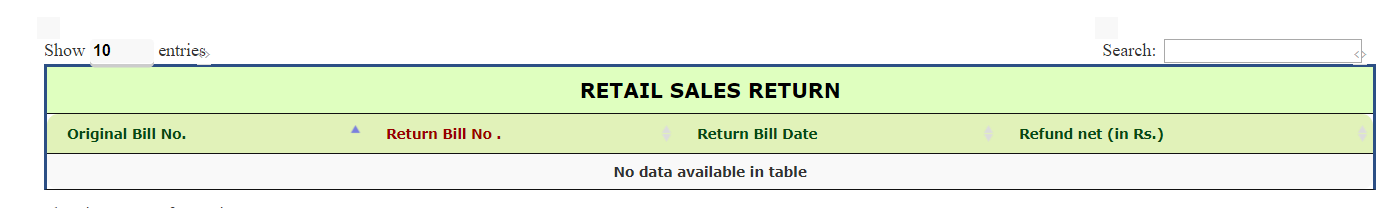 Show 10 entries
Search:
RETAIL SALES RETURN
Original Bill No. Return Bill No . Return Bill Date Refund net (in Rs.)
No data available in table